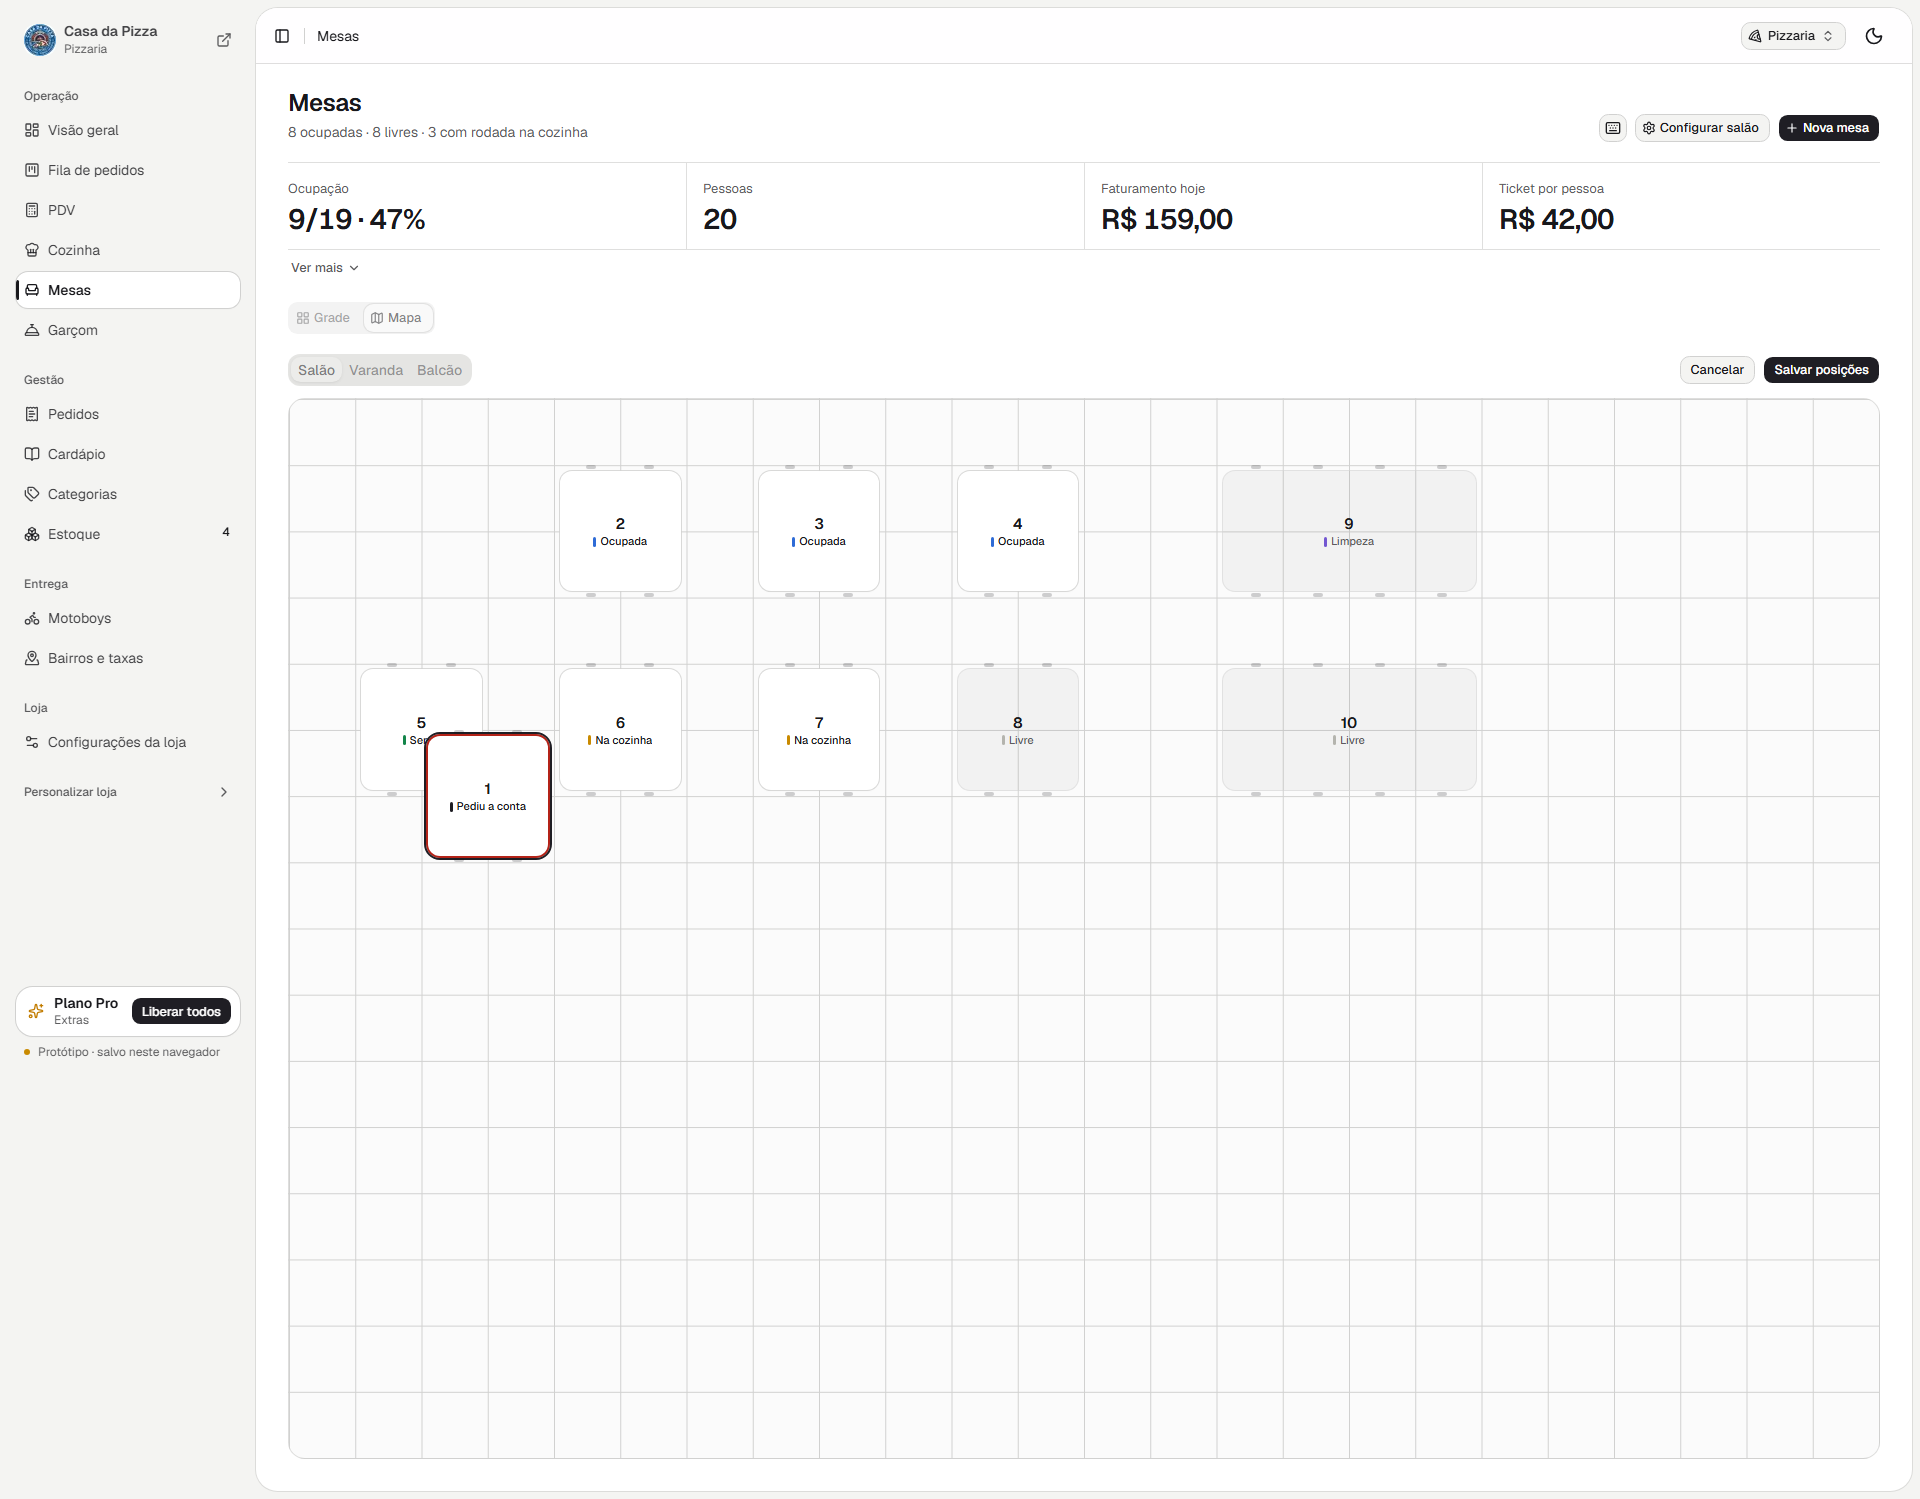 Casa da Pizza
Pizzaria
Operação
Visão geral
Fila de pedidos
PDV
Cozinha
Mesas
Garçom
Gestão
Pedidos
Cardápio
Categorias
Estoque 4
Entrega
Motoboys
Bairros e taxas
Loja
Configurações da loja
Personalizar loja
Plano Pro
Extras
Liberar todos
Protótipo · salvo neste navegador
Mesas
Pizzaria
Mesas
8 ocupadas · 8 livres · 3 com rodada na cozinha
Configurar salão
Nova mesa
Ocupação
9/19 · 47%
Pessoas
20
Faturamento hoje
R$ 159,00
Ticket por pessoa
R$ 42,00
Ver mais
Grade Mapa
Salão Varanda Balcão
Cancelar Salvar posições
2
Ocupada
3
Ocupada
4
Ocupada
9
Limpeza
5
6
Na cozinha
7
Na cozinha
8
Livre
10
Livre
1
Pediu a conta